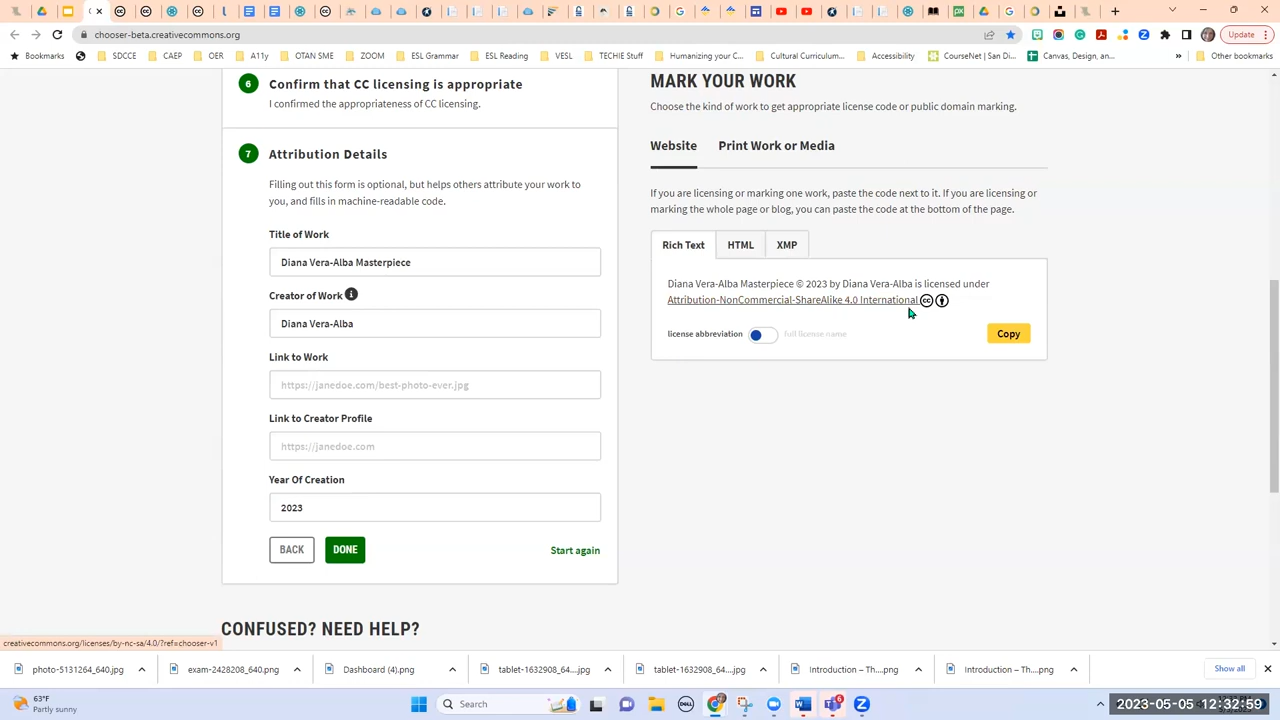 chooser-beta.creativecommons.org
Update
Bookmarks
SDCCE
CAEP
OER
A11y
OTAN SME
ZOOM
ESL Grammar
ESL Reading
VESL
TECHIE Stuff
Humanizing your C...
Cultural Curriculum...
Accessibility
CourseNet | San Di...
Canvas, Design, an...
»
Other bookmarks
6
Confirm that CC licensing is appropriate
I confirmed the appropriateness of CC licensing.
7
Attribution Details
Filling out this form is optional, but helps others attribute your work to
you, and fills in machine-readable code.
Title of Work
Diana Vera-Alba Masterpiece
Creator of Work
Diana Vera-Alba
Link to Work
https://janedoe.com/best-photo-ever.jpg
Link to Creator Profile
https://janedoe.com
Year Of Creation
2023
BACK
DONE
Start again
MARK YOUR WORK
Choose the kind of work to get appropriate license code or public domain marking.
Website
Print Work or Media
If you are licensing or marking one work, paste the code next to it. If you are licensing or
marking the whole page or blog, you can paste the code at the bottom of the page.
Rich Text
HTML
XMP
Diana Vera-Alba Masterpiece © 2023 by Diana Vera-Alba is licensed under
Attribution-NonCommercial-ShareAlike 4.0 International
license abbreviation
full license name
Copy
CONFUSED? NEED HELP?
creativecommons.org/licenses/by-nc-sa/4.0/?ref=chooser-v1
photo-5131264_640.jpg
exam-2428208_640.png
Dashboard (4).png
tablet-1632908_64....jpg
tablet-1632908_64....jpg
Introduction – Th....png
Introduction – Th....png
Show all
63°F
Partly sunny
Search
DELL
6
2023-05-05 12:32:59